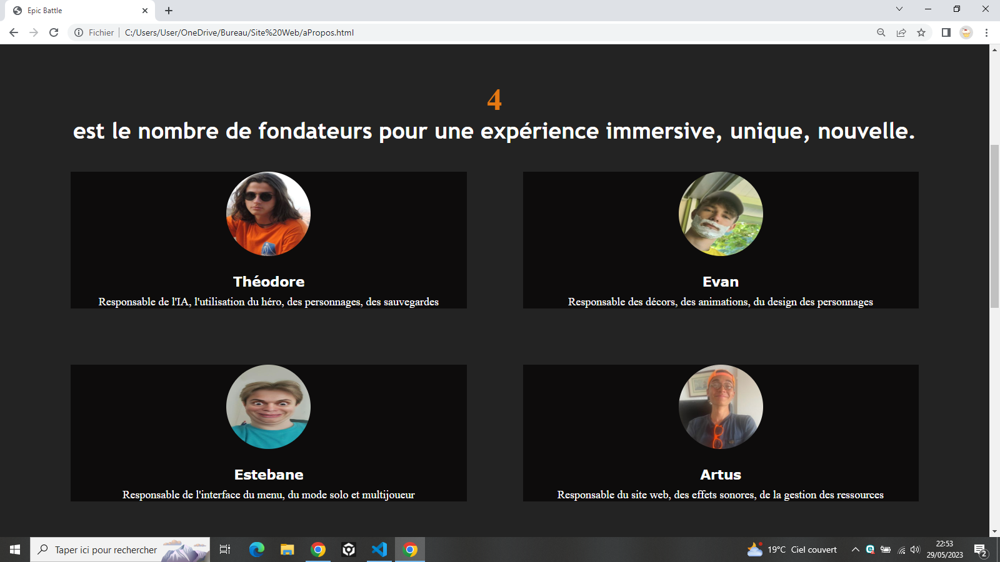 Epic Battle
Fichier
C:/Users/User/OneDrive/Bureau/Site%20Web/aPropos.html
4
est le nombre de fondateurs pour une expérience immersive, unique, nouvelle.
Théodore
Responsable de l'IA, l'utilisation du héro, des personnages, des sauvegardes
Evan
Responsable des décors, des animations, du design des personnages
Estebane
Responsable de l'interface du menu, du mode solo et multijoueur
Artus
Responsable du site web, des effets sonores, de la gestion des ressources
Taper ici pour rechercher
19°C Ciel couvert
22:53
29/05/2023
2